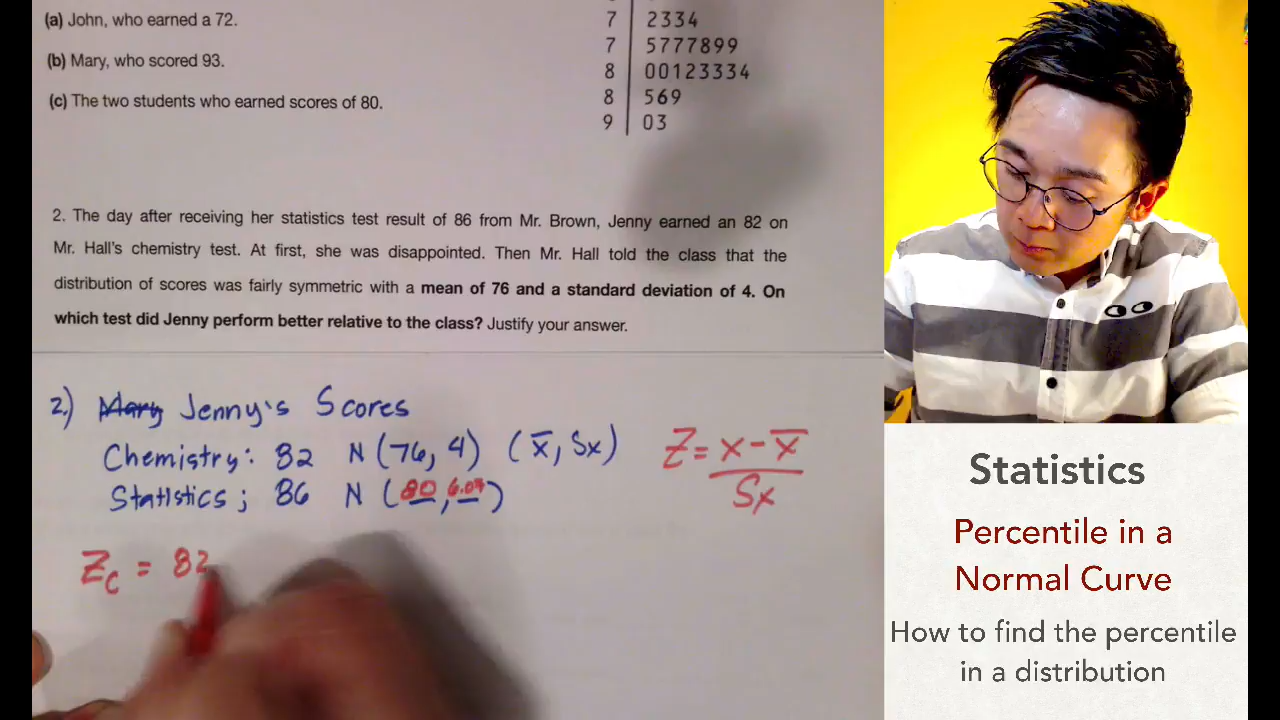 (a) John, who earned a 72.
(b) Mary, who scored 93.
(c) The two students who earned scores of 80.
7 | 2334
7 | 5777899
8 | 00123334
8 | 569
9 | 03
2. The day after receiving her statistics test result of 86 from Mr. Brown, Jenny earned an 82 on
Mr. Hall's chemistry test. At first, she was disappointed. Then Mr. Hall told the class that the
distribution of scores was fairly symmetric with a mean of 76 and a standard deviation of 4. On
which test did Jenny perform better relative to the class? Justify your answer.
2.) Mary Jenny's Scores
Chemistry: 82 N (76, 4) (x̅, Sx)
Statistics; 86 N (80, 6.07)
Z = x - x̅
Sx
Zc = 82
Statistics
Percentile in a
Normal Curve
How to find the percentile
in a distribution